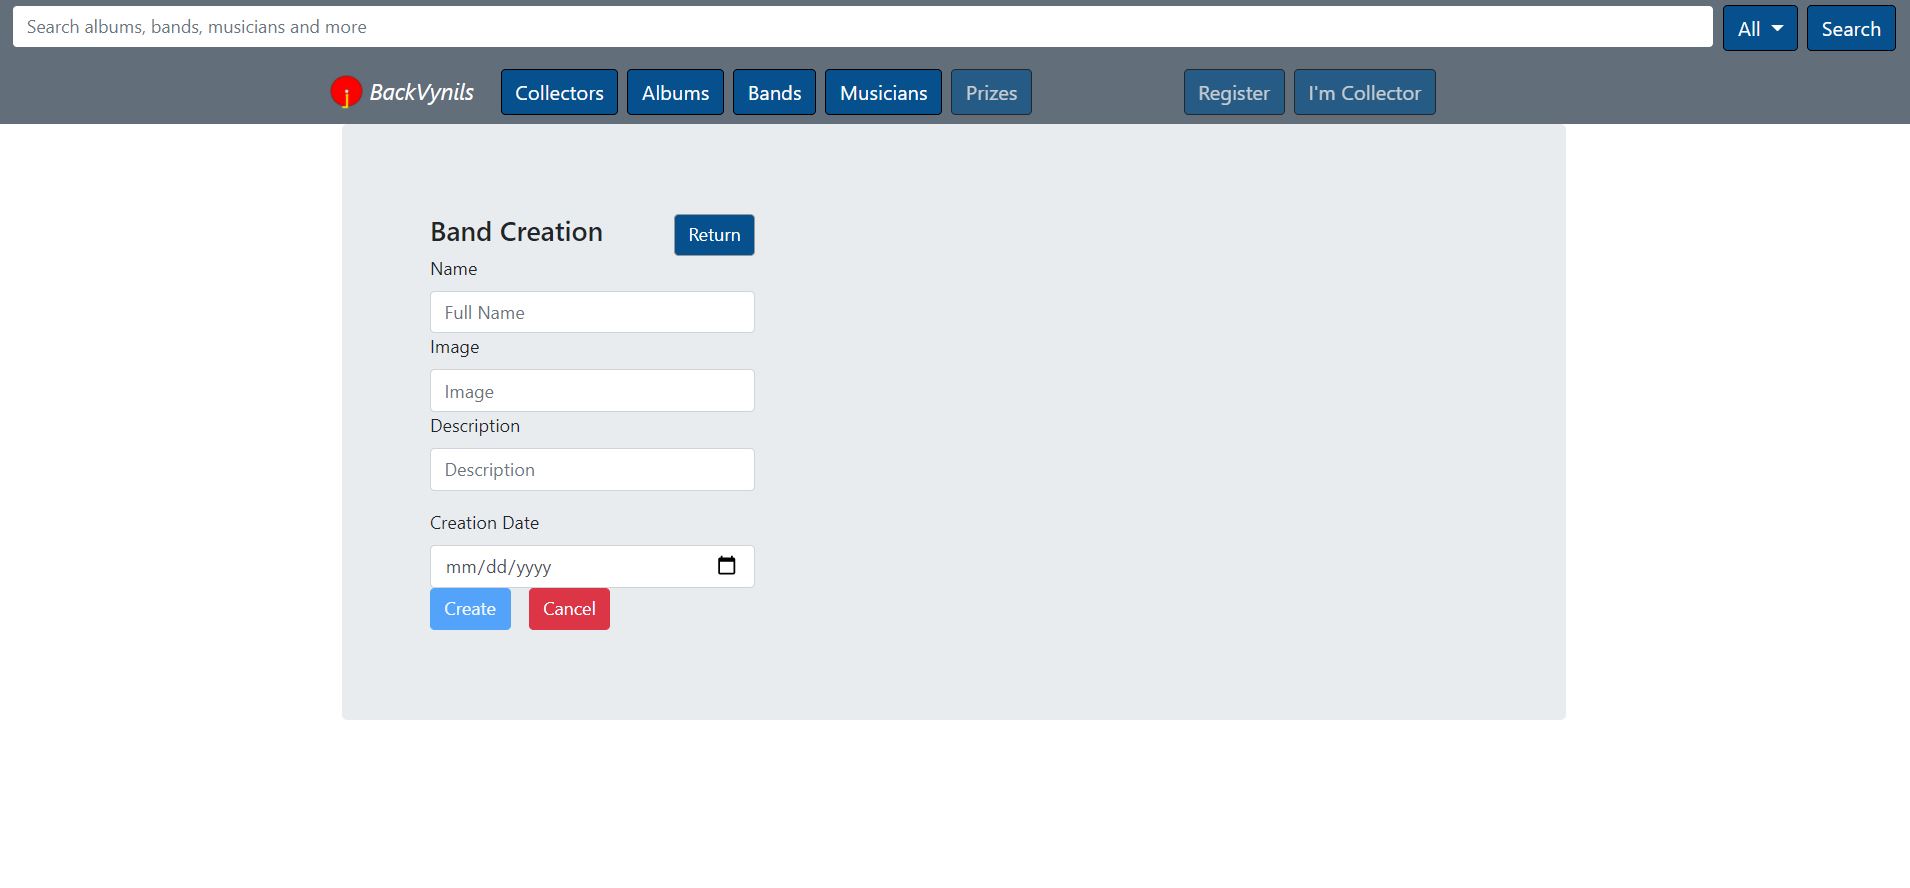 Search albums, bands, musicians and more All Search
j BackVynils Collectors Albums Bands Musicians Prizes Register I'm Collector
Band Creation Return
Name
Full Name
Image
Image
Description
Description
Creation Date
mm/dd/yyyy
Create Cancel